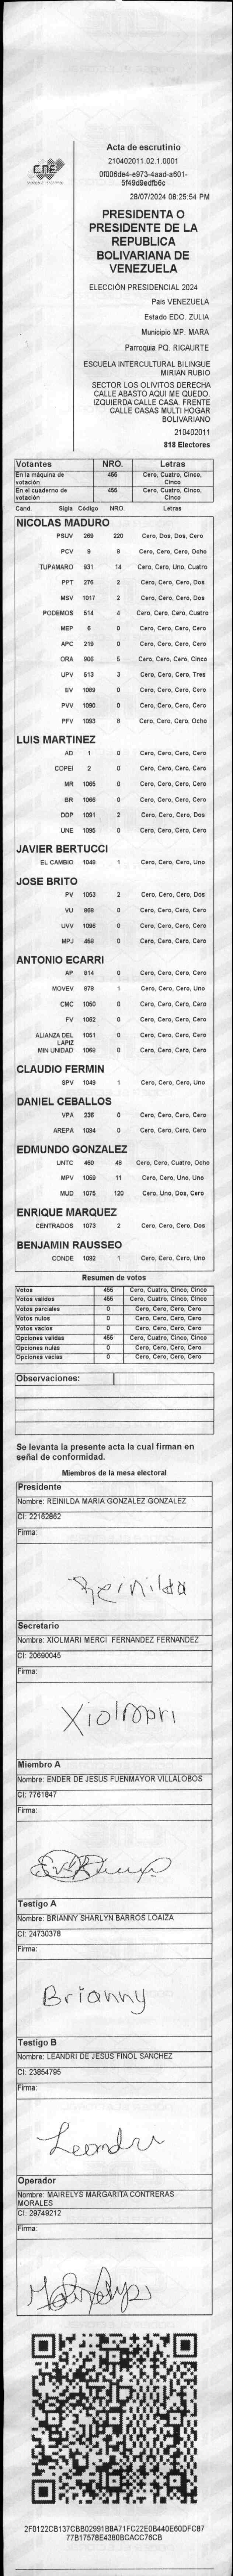 CNE
Acta de escrutinio
210402011.02.1.0001
0f006de4-e973-4aad-a601-
5f49d9edfb6c
28/07/2024 08:25:54 PM
PRESIDENTA O
PRESIDENTE DE LA
REPUBLICA
BOLIVARIANA DE
VENEZUELA
ELECCIÓN PRESIDENCIAL 2024
Pais VENEZUELA
Estado EDO. ZULIA
Municipio MP. MARA
Parroquia PQ. RICAURTE
ESCUELA INTERCULTURAL BILINGUE
MIRIAN RUBIO
SECTOR LOS OLIVITOS DERECHA
CALLE ABASTO AQUI ME QUEDO.
IZQUIERDA CALLE CASA. FRENTE
CALLE CASAS MULTI HOGAR
BOLIVARIANO
210402011
818 Electores
Votantes NRO. Letras
En la máquina de votación 455 Cero, Cuatro, Cinco, Cinco
En el cuaderno de votación 455 Cero, Cuatro, Cinco, Cinco
Cand. Sigla Código NRO. Letras
NICOLAS MADURO
PSUV 269 220 Cero, Dos, Dos, Cero
PCV 9 8 Cero, Cero, Cero, Ocho
TUPAMARO 931 14 Cero, Cero, Uno, Cuatro
PPT 276 2 Cero, Cero, Cero, Dos
MSV 1017 2 Cero, Cero, Cero, Dos
PODEMOS 514 4 Cero, Cero, Cero, Cuatro
MEP 6 0 Cero, Cero, Cero, Cero
APC 219 0 Cero, Cero, Cero, Cero
ORA 906 5 Cero, Cero, Cero, Cinco
UPV 513 3 Cero, Cero, Cero, Tres
EV 1089 0 Cero, Cero, Cero, Cero
PVV 1090 0 Cero, Cero, Cero, Cero
PFV 1093 8 Cero, Cero, Cero, Ocho
LUIS MARTINEZ
AD 1 0 Cero, Cero, Cero, Cero
COPEI 2 0 Cero, Cero, Cero, Cero
MR 1065 0 Cero, Cero, Cero, Cero
BR 1066 0 Cero, Cero, Cero, Cero
DDP 1091 2 Cero, Cero, Cero, Dos
UNE 1095 0 Cero, Cero, Cero, Cero
JAVIER BERTUCCI
EL CAMBIO 1048 1 Cero, Cero, Cero, Uno
JOSE BRITO
PV 1053 2 Cero, Cero, Cero, Dos
VU 868 0 Cero, Cero, Cero, Cero
UVV 1096 0 Cero, Cero, Cero, Cero
MPJ 458 0 Cero, Cero, Cero, Cero
ANTONIO ECARRI
AP 814 0 Cero, Cero, Cero, Cero
MOVEV 878 1 Cero, Cero, Cero, Uno
CMC 1050 0 Cero, Cero, Cero, Cero
FV 1062 0 Cero, Cero, Cero, Cero
ALIANZA DEL LAPIZ 1051 0 Cero, Cero, Cero, Cero
MIN UNIDAD 1068 0 Cero, Cero, Cero, Cero
CLAUDIO FERMIN
SPV 1049 1 Cero, Cero, Cero, Uno
DANIEL CEBALLOS
VPA 236 0 Cero, Cero, Cero, Cero
AREPA 1094 0 Cero, Cero, Cero, Cero
EDMUNDO GONZALEZ
UNTC 460 48 Cero, Cero, Cuatro, Ocho
MPV 1069 11 Cero, Cero, Uno, Uno
MUD 1075 120 Cero, Uno, Dos, Cero
ENRIQUE MARQUEZ
CENTRADOS 1073 2 Cero, Cero, Cero, Dos
BENJAMIN RAUSSEO
CONDE 1092 1 Cero, Cero, Cero, Uno
Resumen de votos
Votos 455 Cero, Cuatro, Cinco, Cinco
Votos validos 455 Cero, Cuatro, Cinco, Cinco
Votos parciales 0 Cero, Cero, Cero, Cero
Votos nulos 0 Cero, Cero, Cero, Cero
Votos vacios 0 Cero, Cero, Cero, Cero
Opciones validas 455 Cero, Cuatro, Cinco, Cinco
Opciones nulas 0 Cero, Cero, Cero, Cero
Opciones vacias 0 Cero, Cero, Cero, Cero
Observaciones:
Se levanta la presente acta la cual firman en
señal de conformidad.
Miembros de la mesa electoral
Presidente
Nombre: REINILDA MARIA GONZALEZ GONZALEZ
CI: 22162862
Firma:
Reinilda
Secretario
Nombre: XIOLMARI MERCI FERNANDEZ FERNANDEZ
CI: 20690045
Firma:
Xiolmari
Miembro A
Nombre: ENDER DE JESUS FUENMAYOR VILLALOBOS
CI: 7761847
Firma:
Testigo A
Nombre: BRIANNY SHARLYN BARROS LOAIZA
CI: 24730378
Firma:
Brianny
Testigo B
Nombre: LEANDRI DE JESUS FINOL SANCHEZ
CI: 23854795
Firma:
Leandri
Operador
Nombre: MAIRELYS MARGARITA CONTRERAS
MORALES
CI: 29749212
Firma:
2F0122CB137CBB02991B8A71FC22E0B440E60DFC87
77B17578E4380BCACC76CB